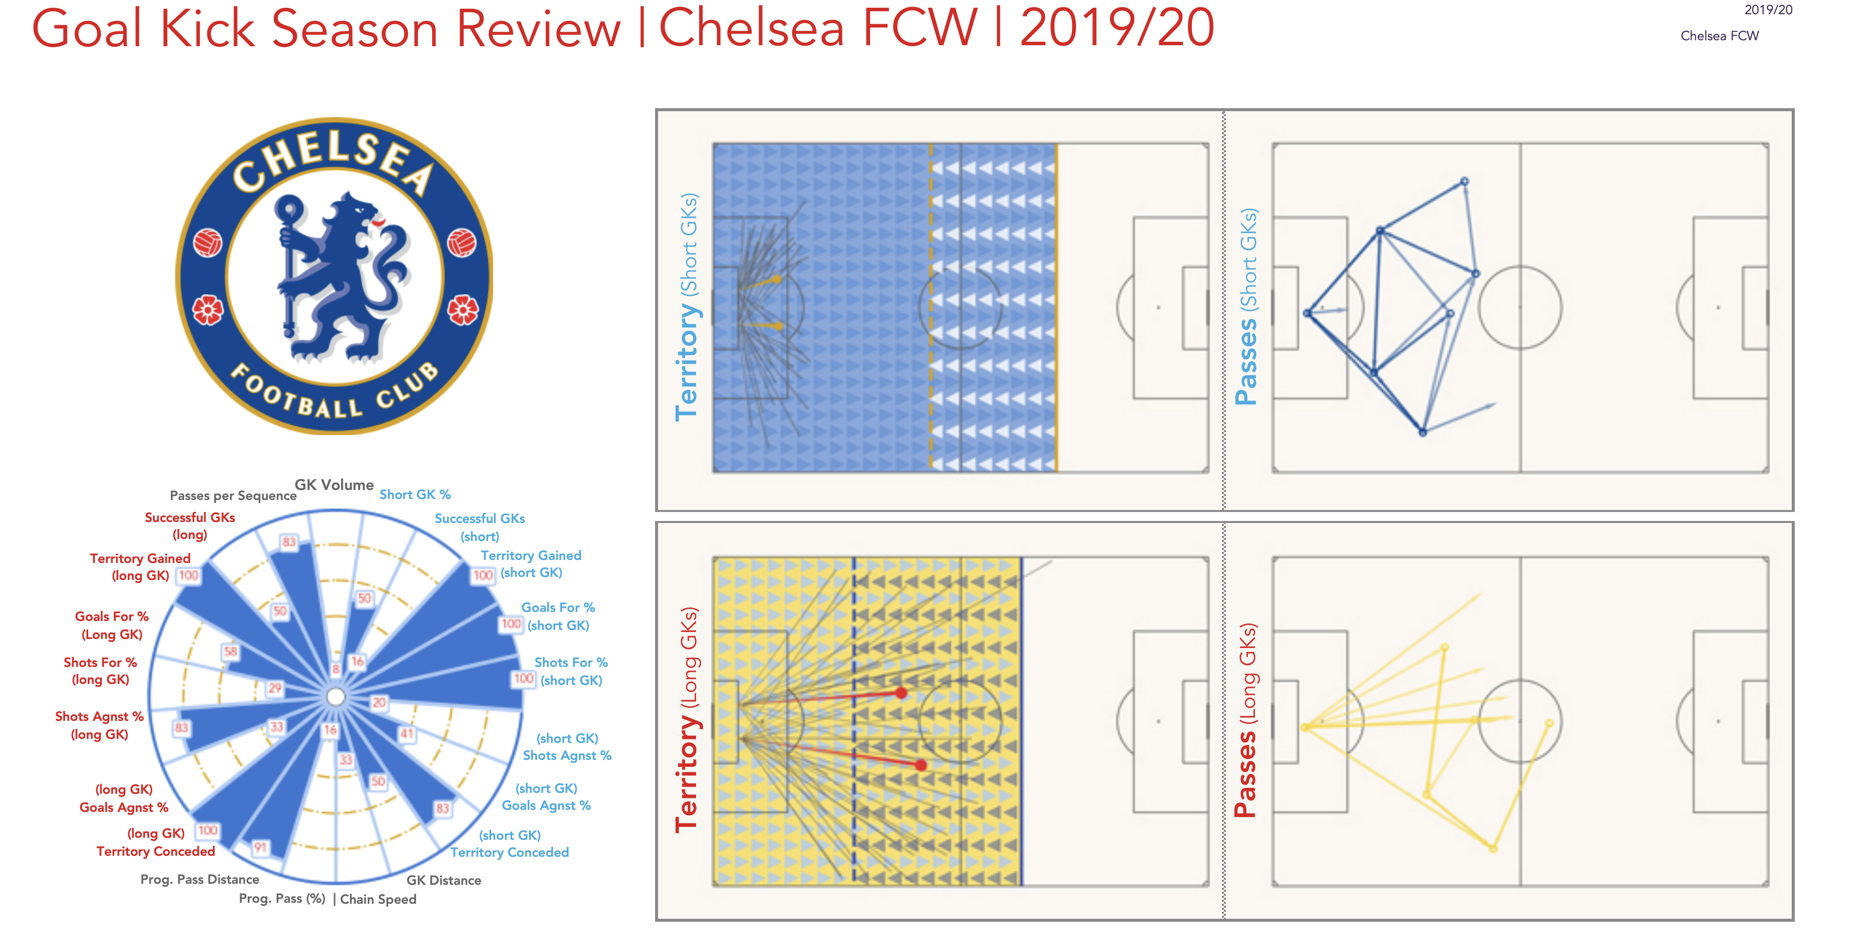 Goal Kick Season Review | Chelsea FCW | 2019/20
2019/20
Chelsea FCW
CHELSEA
FOOTBALL CLUB
GK Volume
Passes per Sequence
Short GK %
Successful GKs
(long)
Successful GKs
(short)
Territory Gained
(long GK)
Territory Gained
(short GK)
Goals For %
(Long GK)
Goals For %
(short GK)
Shots For %
(long GK)
Shots For %
(short GK)
Shots Agnst %
(long GK)
(short GK)
Shots Agnst %
(long GK)
Goals Agnst %
(short GK)
Goals Agnst %
(long GK)
Territory Conceded
(short GK)
Territory Conceded
Prog. Pass Distance
GK Distance
Prog. Pass (%) | Chain Speed
83
100
100
50
50
100
58
8
16
100
29
20
83
33
16
41
33
50
83
100
91
Territory (Short GKs)
Passes (Short GKs)
Territory (Long GKs)
Passes (Long GKs)